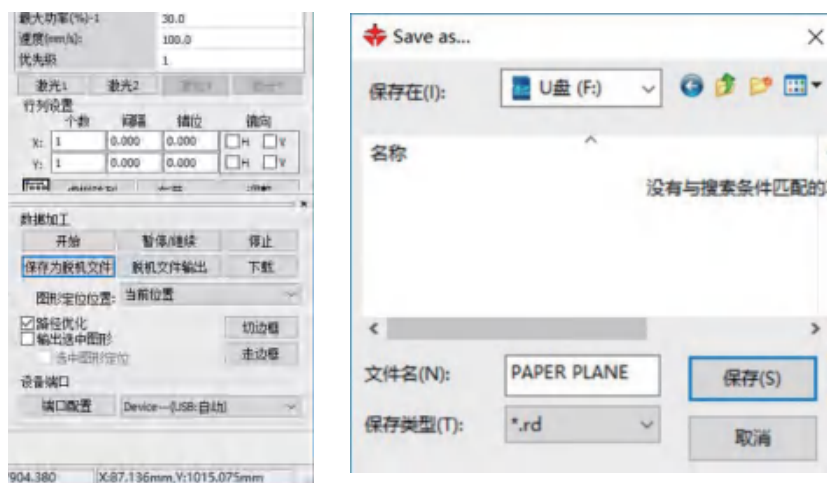 最大功率(%)-1 30.0
速度(mm/s): 100.0
优先级 1
激光1 激光2
行列设置
个数 间隔 错位 镜向
X: 1 0.000 0.000 H V
Y: 1 0.000 0.000 H V
数据加工
开始 暂停/继续 停止
保存为脱机文件 脱机文件输出 下载
图形定位位置: 当前位置
路径优化 切边框
输出选中图形
选中图形定位 走边框
设备端口
端口配置 Device---(USB:自动)
904.380 X:87.136mm,Y:1015.075mm
Save as...
保存在(I): U盘 (F:)
名称
没有与搜索条件匹配的
文件名(N): PAPER PLANE 保存(S)
保存类型(T): *.rd 取消